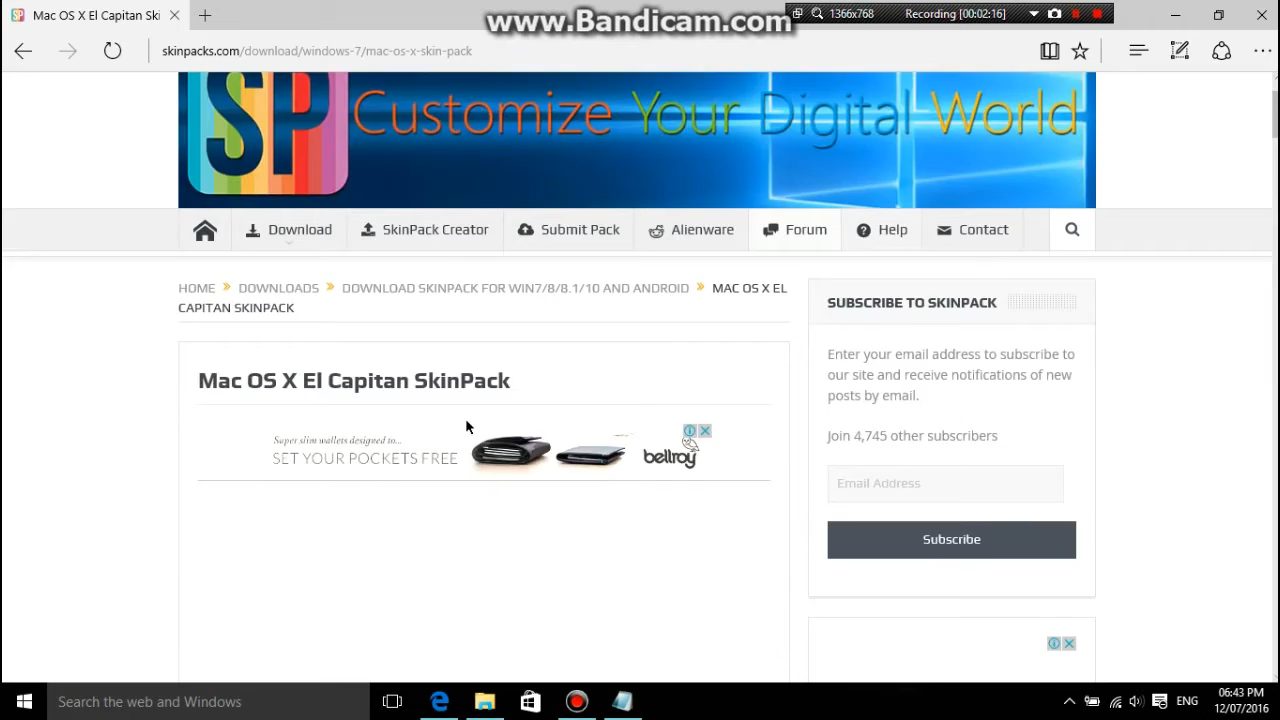 Mac OS X El Capitan Ski
www.Bandicam.com
1366x768
Recording [00:02:16]
skinpacks.com/download/windows-7/mac-os-x-skin-pack
SP
Customize Your Digital World
Download
SkinPack Creator
Submit Pack
Alienware
Forum
Help
Contact
HOME » DOWNLOADS » DOWNLOAD SKINPACK FOR WIN7/8/8.1/10 AND ANDROID » MAC OS X EL
CAPITAN SKINPACK
Mac OS X El Capitan SkinPack
Super slim wallets designed to...
SET YOUR POCKETS FREE
bellroy
SUBSCRIBE TO SKINPACK
Enter your email address to subscribe to
our site and receive notifications of new
posts by email.
Join 4,745 other subscribers
Email Address
Subscribe
Search the web and Windows
ENG
06:43 PM
12/07/2016